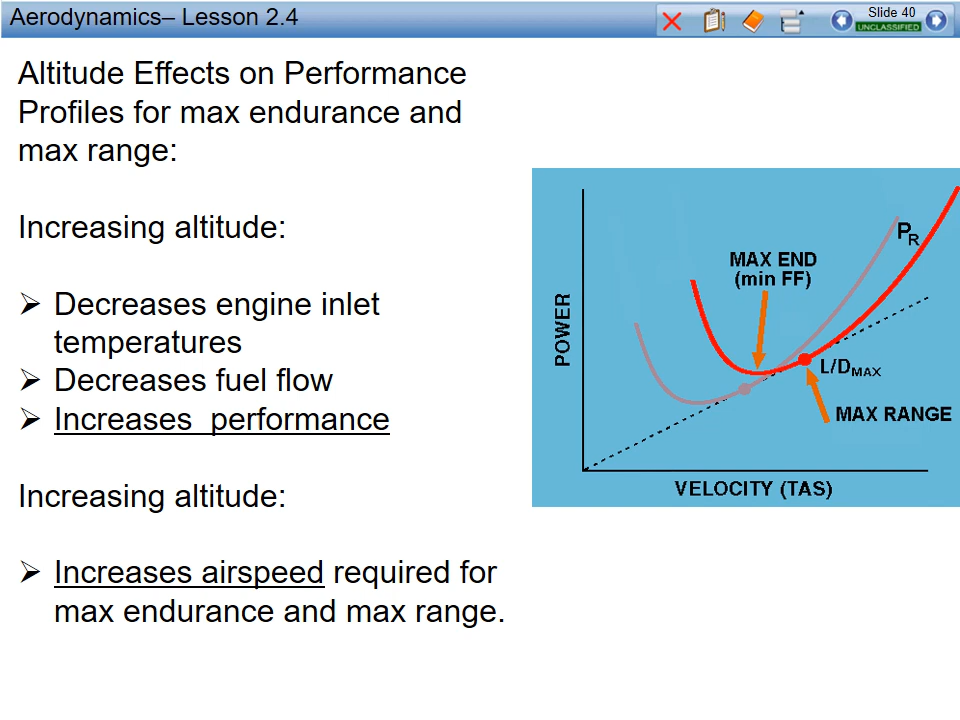 Aerodynamics– Lesson 2.4
Slide 40
UNCLASSIFIED
Altitude Effects on Performance
Profiles for max endurance and
max range:
Increasing altitude:
➢ Decreases engine inlet
temperatures
➢ Decreases fuel flow
➢ Increases  performance
Increasing altitude:
➢ Increases airspeed required for
max endurance and max range.
PR
MAX END
(min FF)
POWER
L/DMAX
MAX RANGE
VELOCITY (TAS)